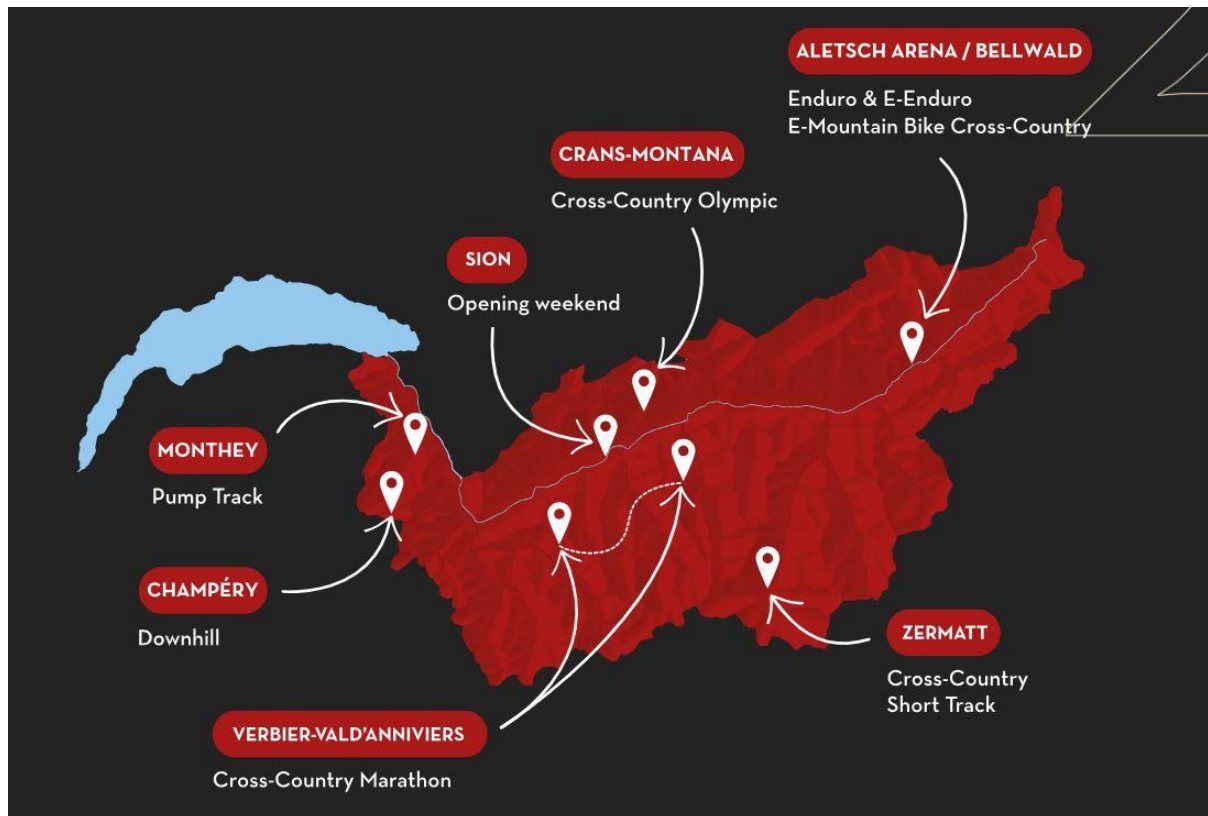 ALETSCH ARENA / BELLWALD
Enduro & E-Enduro
E-Mountain Bike Cross-Country
CRANS-MONTANA
Cross-Country Olympic
SION
Opening weekend
MONTHEY
Pump Track
CHAMPÉRY
Downhill
ZERMATT
Cross-Country
Short Track
VERBIER-VALD'ANNIVIERS
Cross-Country Marathon